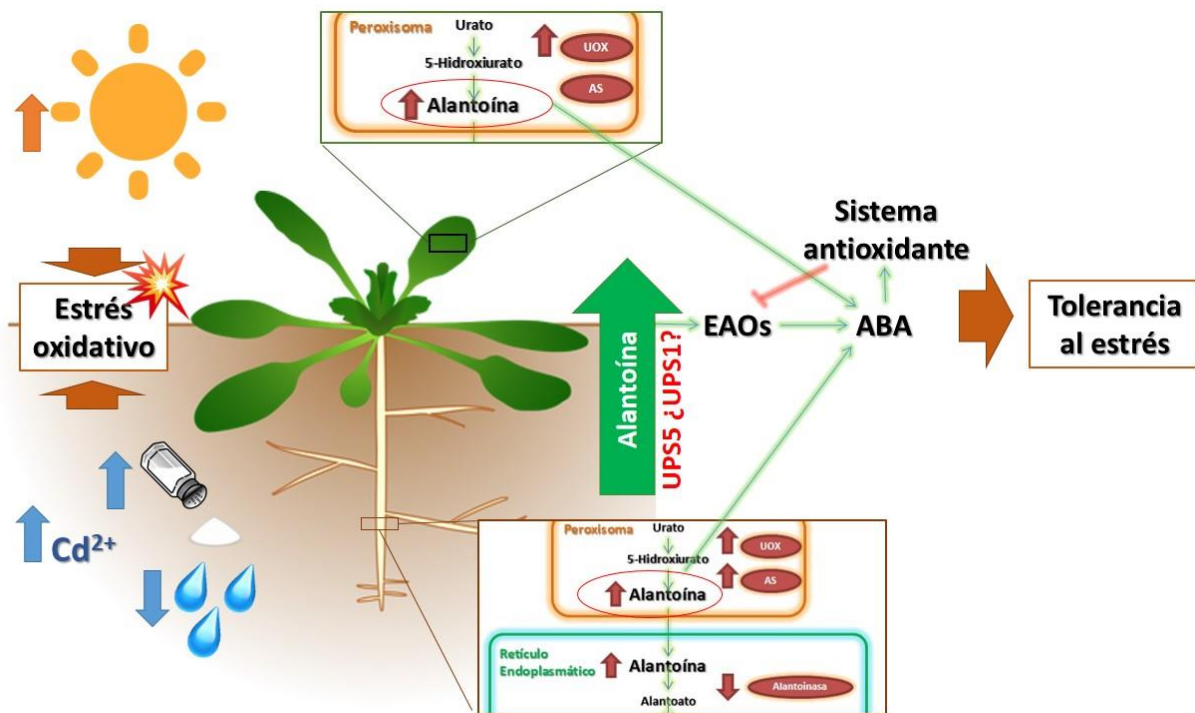 Peroxisoma
Urato
5-Hidroxiurato
Alantoína
UOX
AS
Estrés
oxidativo
Cd²⁺
Alantoína
UPS5 ¿UPS1?
EAOs
ABA
Sistema
antioxidante
Tolerancia
al estrés
Peroxisoma
Urato
5-Hidroxiurato
Alantoína
UOX
AS
Retículo
Endoplasmático
Alantoína
Alantoato
Alantoinasa